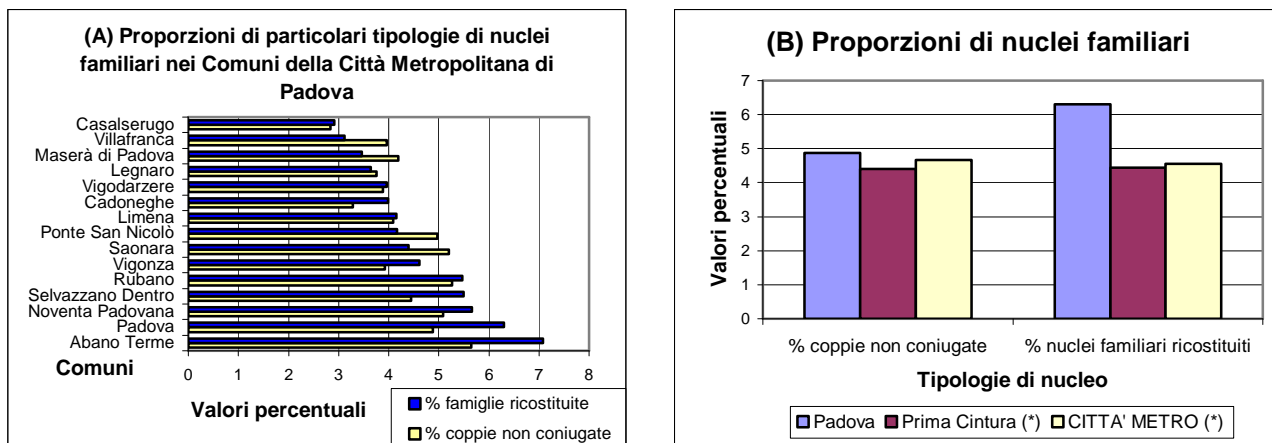 (A) Proporzioni di particolari tipologie di nuclei
familiari nei Comuni della Città Metropolitana di
Padova
Casalserugo
Villafranca
Maserà di Padova
Legnaro
Vigodarzere
Cadoneghe
Limena
Ponte San Nicolò
Saonara
Vigonza
Rubano
Selvazzano Dentro
Noventa Padovana
Padova
Abano Terme
Comuni
0 1 2 3 4 5 6 7 8
Valori percentuali
% famiglie ricostituite
% coppie non coniugate
(B) Proporzioni di nuclei familiari
Valori percentuali
7
6
5
4
3
2
1
0
% coppie non coniugate % nuclei familiari ricostituiti
Tipologie di nucleo
Padova Prima Cintura (*) CITTA' METRO (*)